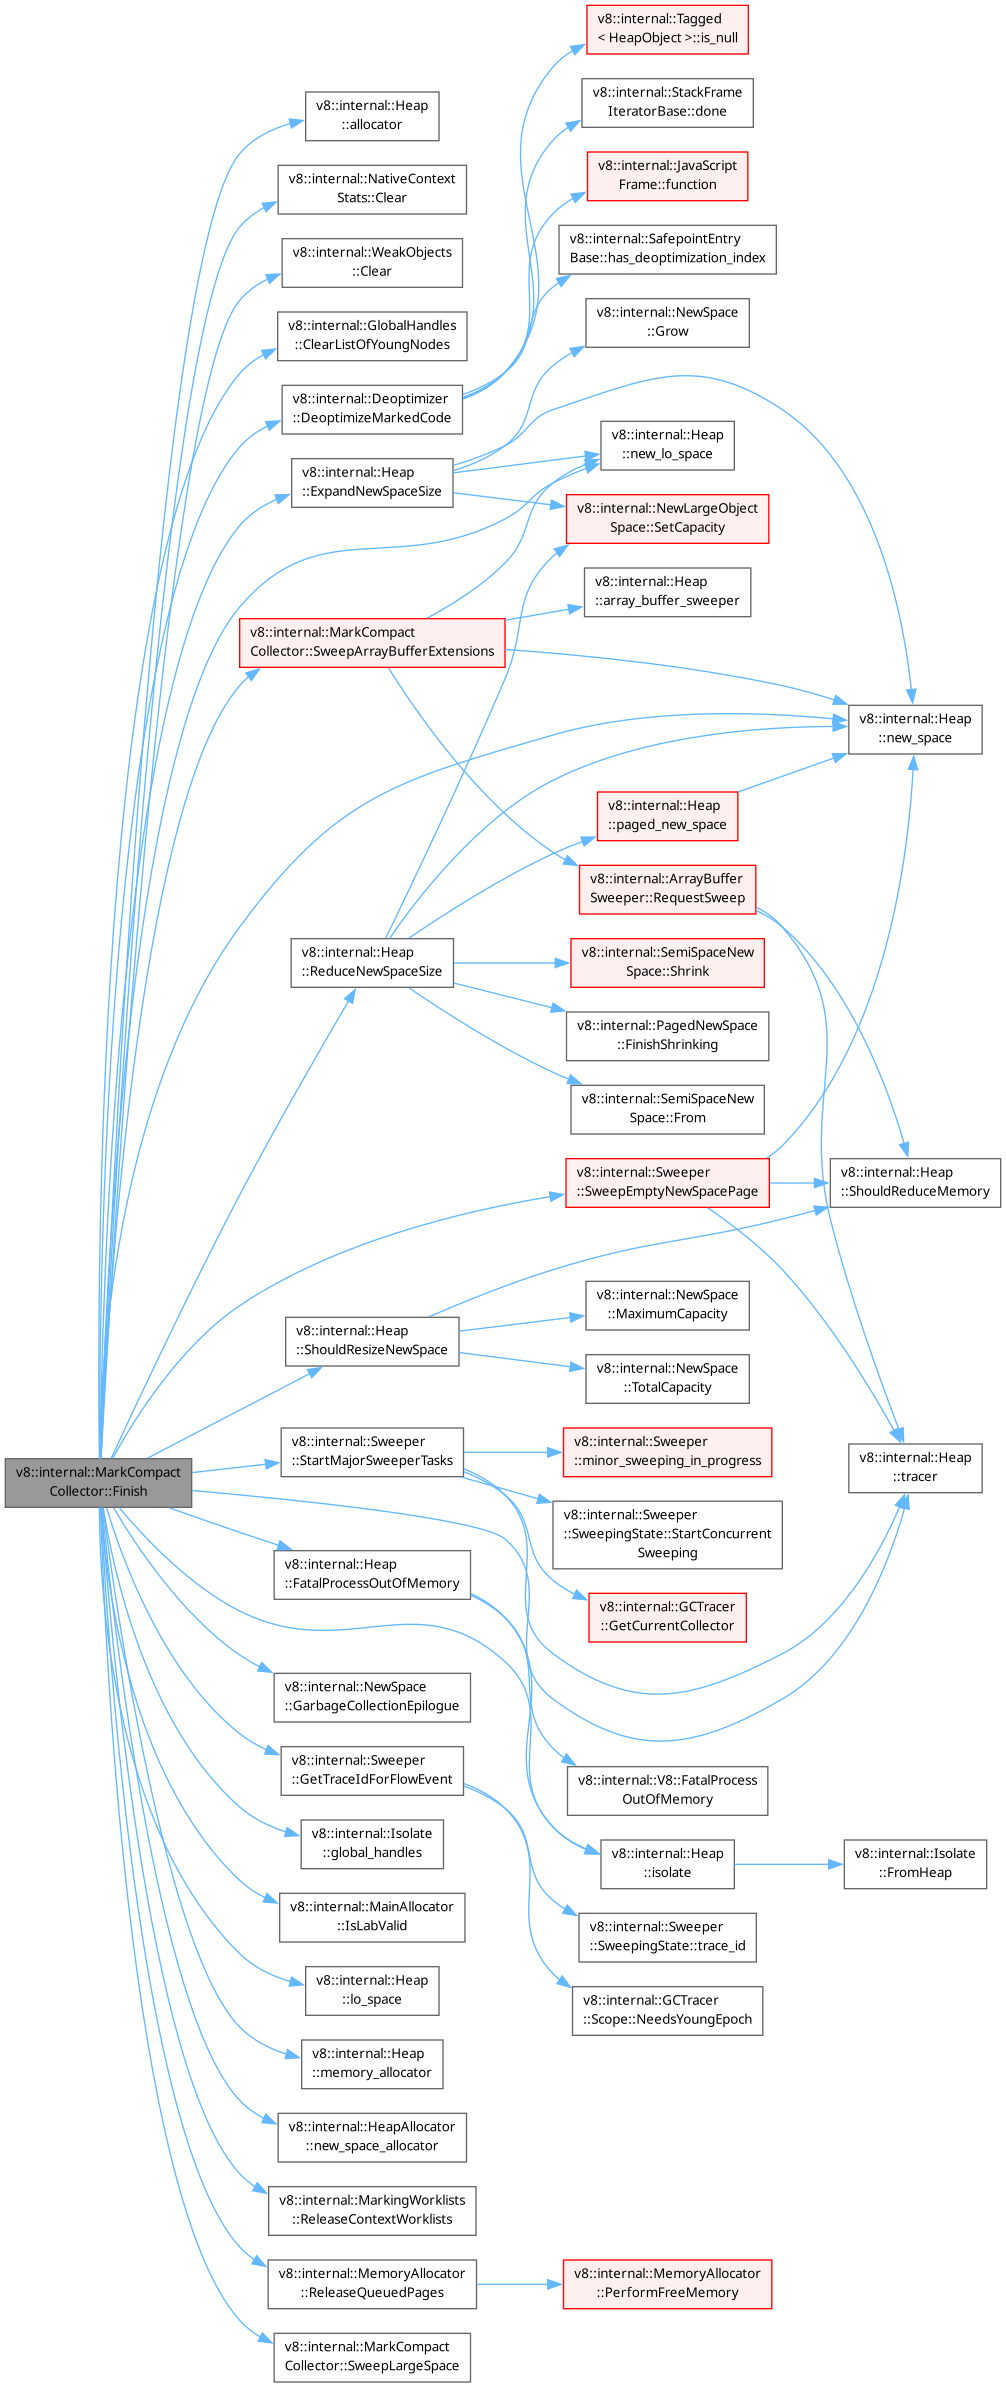 v8::internal::Tagged
< HeapObject >::is_null
v8::internal::StackFrame
IteratorBase::done
v8::internal::Heap
::allocator
v8::internal::JavaScript
Frame::function
v8::internal::NativeContext
Stats::Clear
v8::internal::SafepointEntry
Base::has_deoptimization_index
v8::internal::WeakObjects
::Clear
v8::internal::NewSpace
::Grow
v8::internal::GlobalHandles
::ClearListOfYoungNodes
v8::internal::Deoptimizer
::DeoptimizeMarkedCode
v8::internal::Heap
::new_lo_space
v8::internal::Heap
::ExpandNewSpaceSize
v8::internal::NewLargeObject
Space::SetCapacity
v8::internal::Heap
::array_buffer_sweeper
v8::internal::MarkCompact
Collector::SweepArrayBufferExtensions
v8::internal::Heap
::new_space
v8::internal::Heap
::paged_new_space
v8::internal::ArrayBuffer
Sweeper::RequestSweep
v8::internal::Heap
::ReduceNewSpaceSize
v8::internal::SemiSpaceNew
Space::Shrink
v8::internal::PagedNewSpace
::FinishShrinking
v8::internal::SemiSpaceNew
Space::From
v8::internal::Sweeper
::SweepEmptyNewSpacePage
v8::internal::Heap
::ShouldReduceMemory
v8::internal::NewSpace
::MaximumCapacity
v8::internal::Heap
::ShouldResizeNewSpace
v8::internal::NewSpace
::TotalCapacity
v8::internal::Sweeper
::StartMajorSweeperTasks
v8::internal::Sweeper
::minor_sweeping_in_progress
v8::internal::Heap
::tracer
v8::internal::MarkCompact
Collector::Finish
v8::internal::Sweeper
::SweepingState::StartConcurrent
Sweeping
v8::internal::Heap
::FatalProcessOutOfMemory
v8::internal::GCTracer
::GetCurrentCollector
v8::internal::NewSpace
::GarbageCollectionEpilogue
v8::internal::Sweeper
::GetTraceIdForFlowEvent
v8::internal::V8::FatalProcess
OutOfMemory
v8::internal::Isolate
::global_handles
v8::internal::Heap
::isolate
v8::internal::Isolate
::FromHeap
v8::internal::MainAllocator
::IsLabValid
v8::internal::Sweeper
::SweepingState::trace_id
v8::internal::Heap
::lo_space
v8::internal::GCTracer
::Scope::NeedsYoungEpoch
v8::internal::Heap
::memory_allocator
v8::internal::HeapAllocator
::new_space_allocator
v8::internal::MarkingWorklists
::ReleaseContextWorklists
v8::internal::MemoryAllocator
::ReleaseQueuedPages
v8::internal::MemoryAllocator
::PerformFreeMemory
v8::internal::MarkCompact
Collector::SweepLargeSpace